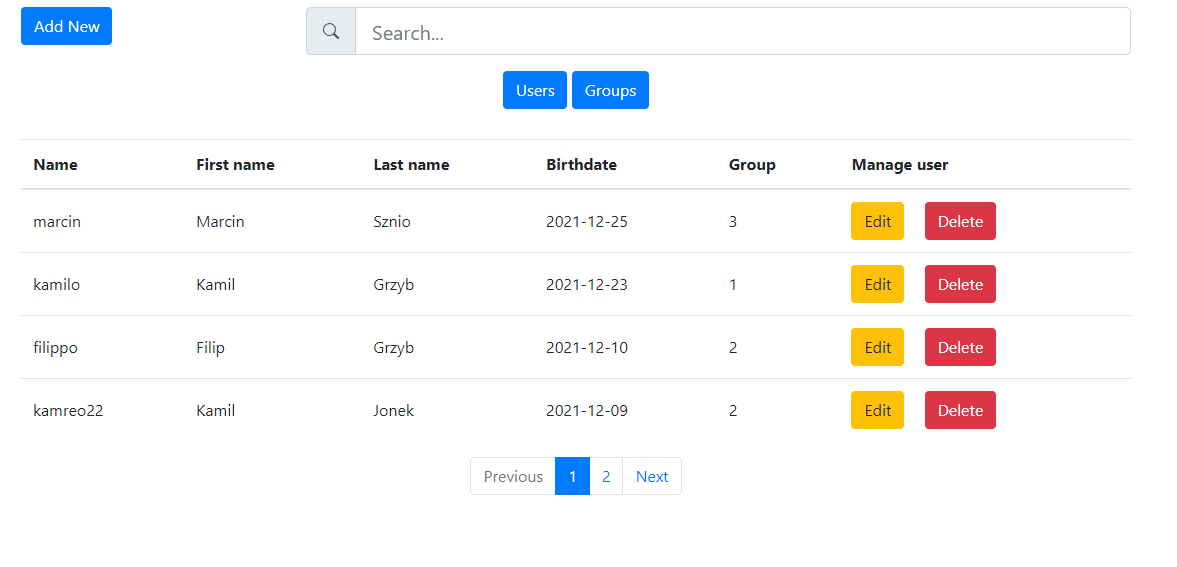 Add New Search...
Users Groups
Name First name Last name Birthdate Group Manage user
marcin Marcin Sznio 2021-12-25 3 Edit Delete
kamilo Kamil Grzyb 2021-12-23 1 Edit Delete
filippo Filip Grzyb 2021-12-10 2 Edit Delete
kamreo22 Kamil Jonek 2021-12-09 2 Edit Delete
Previous 1 2 Next